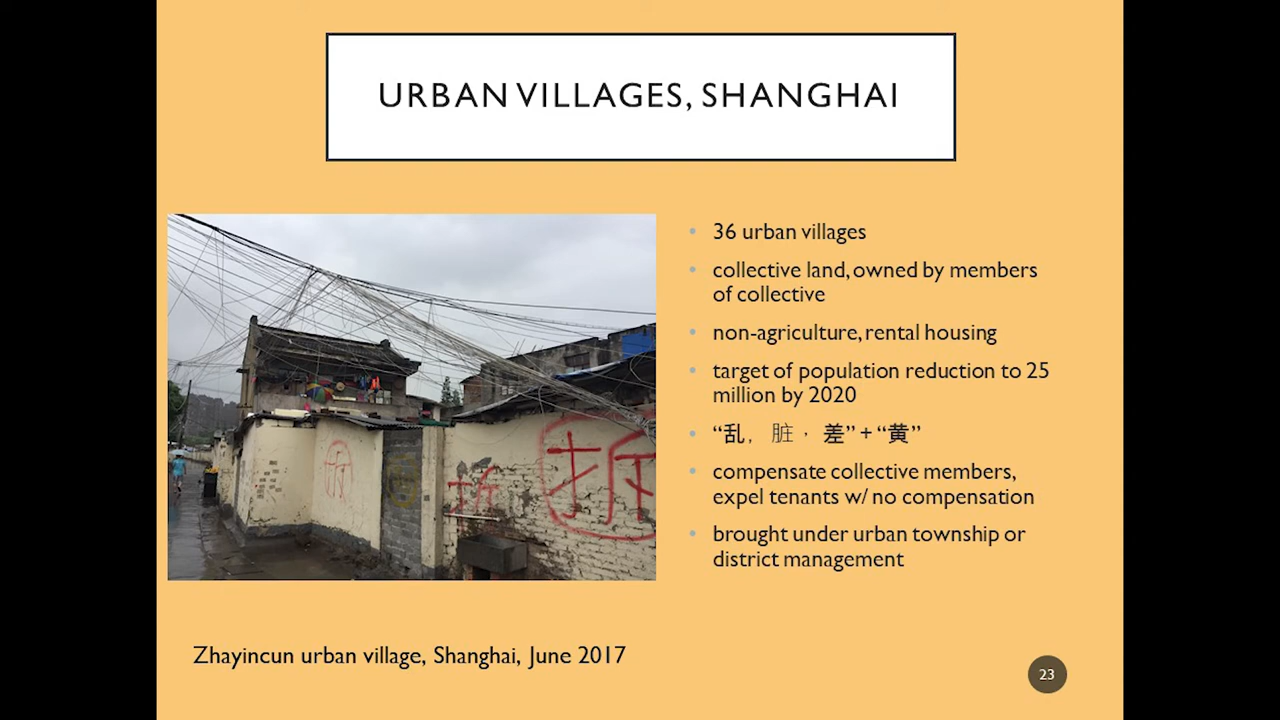 URBAN VILLAGES, SHANGHAI
拆
拆
拆
36 urban villages
collective land, owned by members
of collective
non-agriculture, rental housing
target of population reduction to 25
million by 2020
“乱, 脏，差” + “黄”
compensate collective members,
expel tenants w/ no compensation
brought under urban township or
district management
Zhayincun urban village, Shanghai, June 2017
23